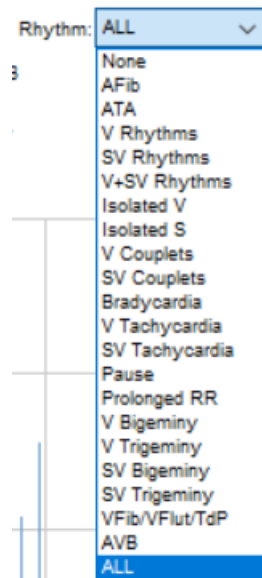 Rhythm: ALL
None
AFib
ATA
V Rhythms
SV Rhythms
V+SV Rhythms
Isolated V
Isolated S
V Couplets
SV Couplets
Bradycardia
V Tachycardia
SV Tachycardia
Pause
Prolonged RR
V Bigeminy
V Trigeminy
SV Bigeminy
SV Trigeminy
VFib/VFlut/TdP
AVB
ALL